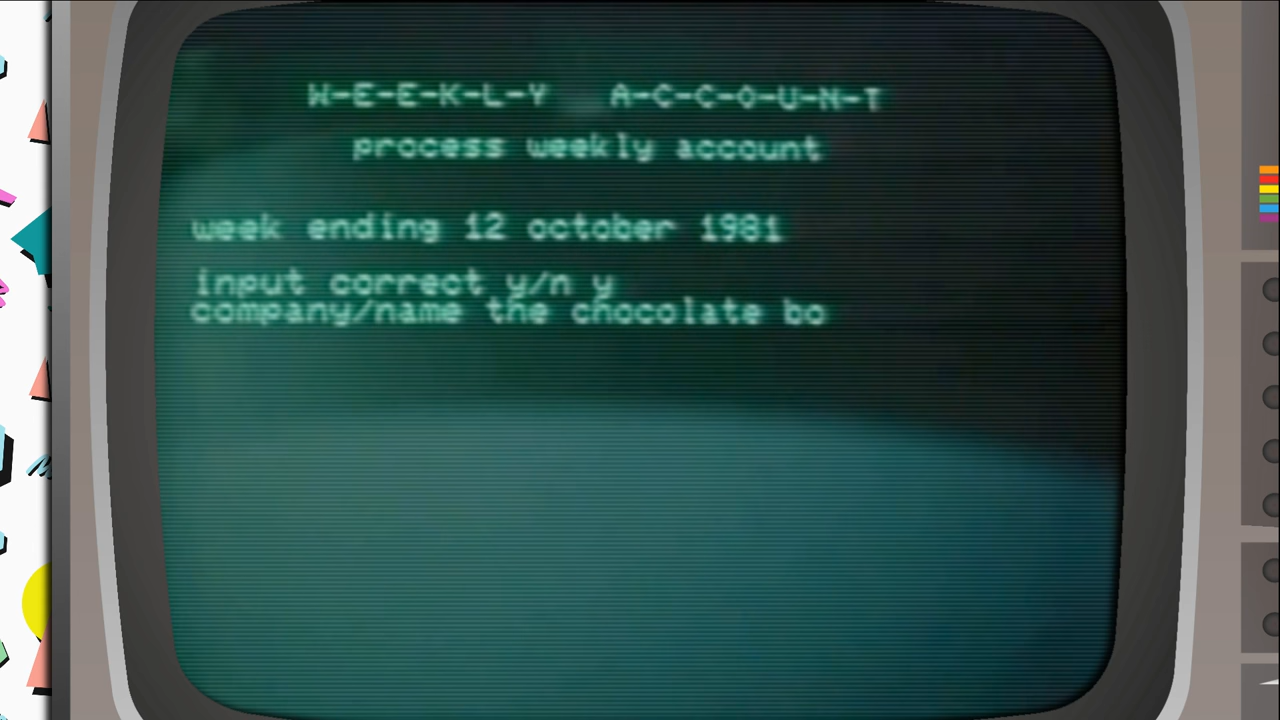 W-E-E-K-L-Y A-C-C-O-U-N-T
process weekly account
week ending 12 october 1981
input correct y/n y
company/name the chocolate bo